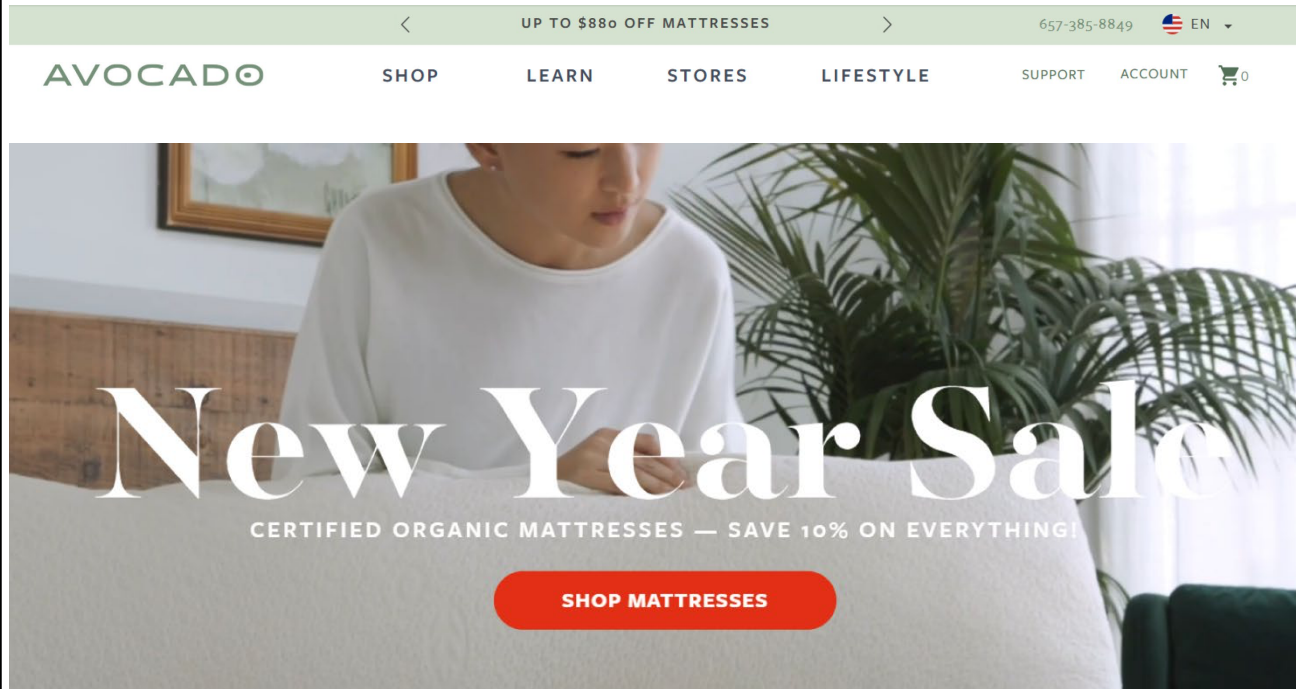 UP TO $880 OFF MATTRESSES
657-385-8849 EN
AVOCADO SHOP LEARN STORES LIFESTYLE SUPPORT ACCOUNT 0
New Year Sale
CERTIFIED ORGANIC MATTRESSES — SAVE 10% ON EVERYTHING!
SHOP MATTRESSES